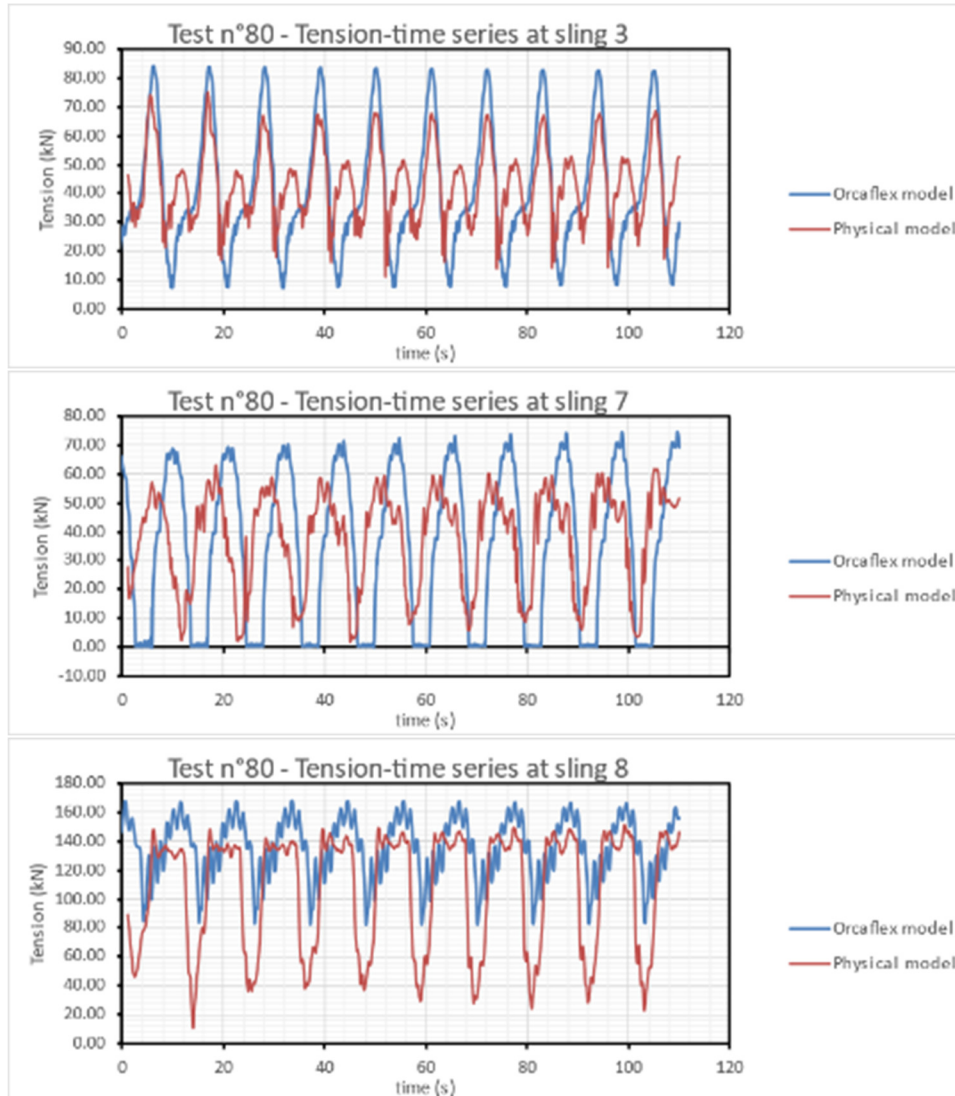 Test n°80 - Tension-time series at sling 3
90.00
80.00
70.00
60.00
50.00
40.00
30.00
20.00
10.00
0.00
Tension (kN)
0 20 40 60 80 100 120
time (s)
Orcaflex model
Physical model
Test n°80 - Tension-time series at sling 7
80.00
70.00
60.00
50.00
40.00
30.00
20.00
10.00
0.00
-10.00
Tension (kN)
0 20 40 60 80 100 120
time (s)
Orcaflex model
Physical model
Test n°80 - Tension-time series at sling 8
180.00
160.00
140.00
120.00
100.00
80.00
60.00
40.00
20.00
0.00
Tension (kN)
0 20 40 60 80 100 120
time (s)
Orcaflex model
Physical model